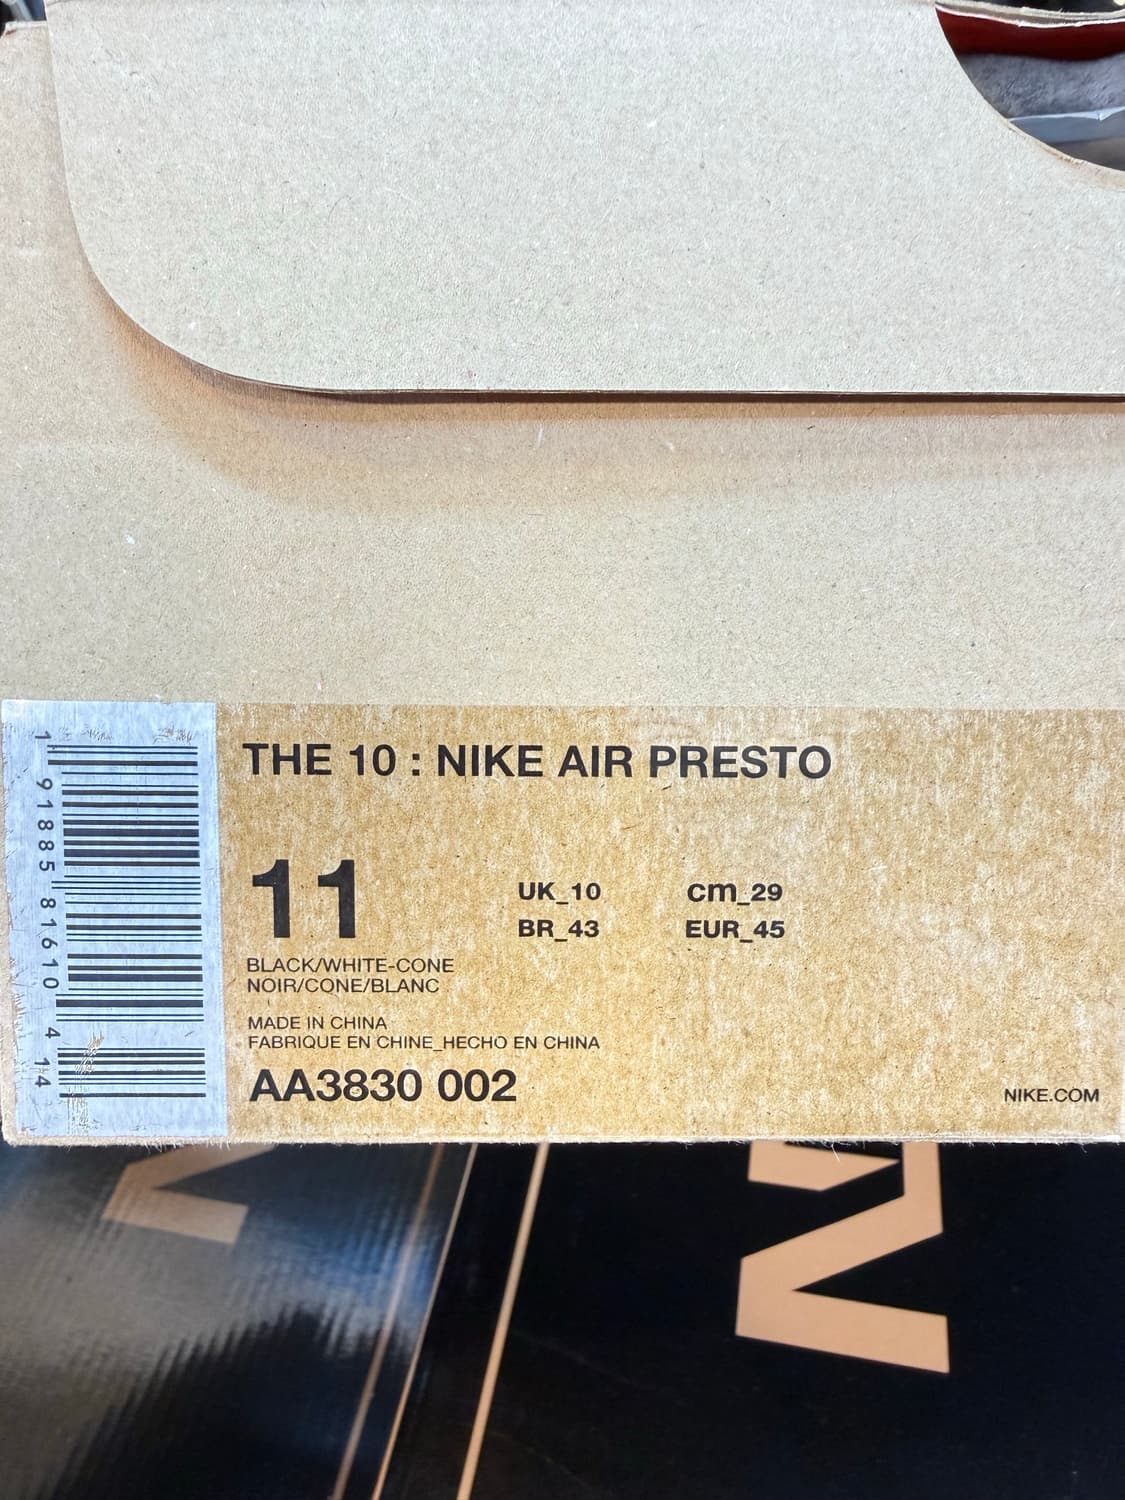 THE 10 : NIKE AIR PRESTO
11
UK_10 cm_29
BR_43 EUR_45
BLACK/WHITE-CONE
NOIR/CONE/BLANC
MADE IN CHINA
FABRIQUE EN CHINE_HECHO EN CHINA
AA3830 002
NIKE.COM
1 91885 81610 4 14